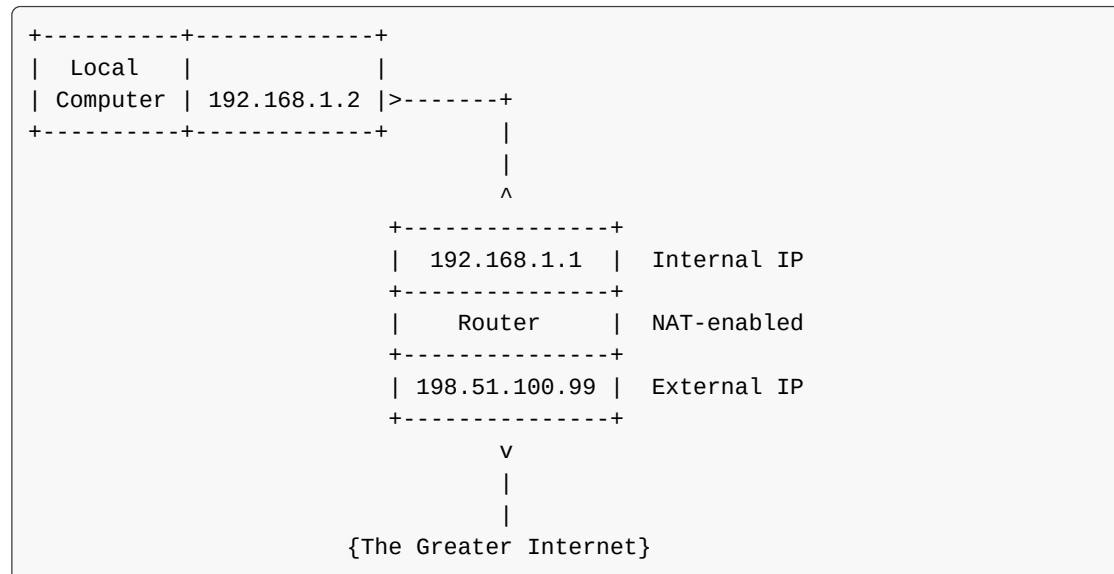 +----------+-------------+
|  Local   |             |
| Computer | 192.168.1.2 |>-------+
+----------+-------------+        |
                                  |
                                  ^
                          +---------------+
                          |  192.168.1.1  |  Internal IP
                          +---------------+
                          |    Router     |  NAT-enabled
                          +---------------+
                          | 198.51.100.99 |  External IP
                          +---------------+
                                  v
                                  |
                                  |
                       {The Greater Internet}